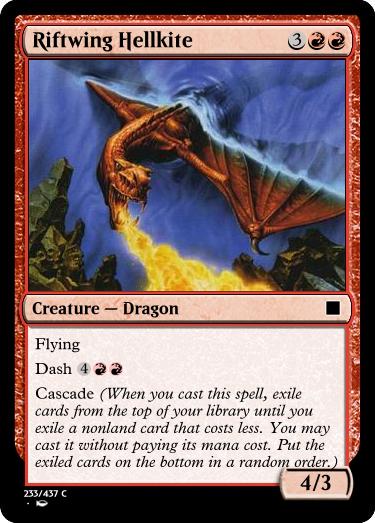 Riftwing Hellkite 3
Creature — Dragon
Flying
Dash 4
Cascade (When you cast this spell, exile
cards from the top of your library until you
exile a nonland card that costs less. You may
cast it without paying its mana cost. Put the
exiled cards on the bottom in a random order.)
4/3
233/437 C